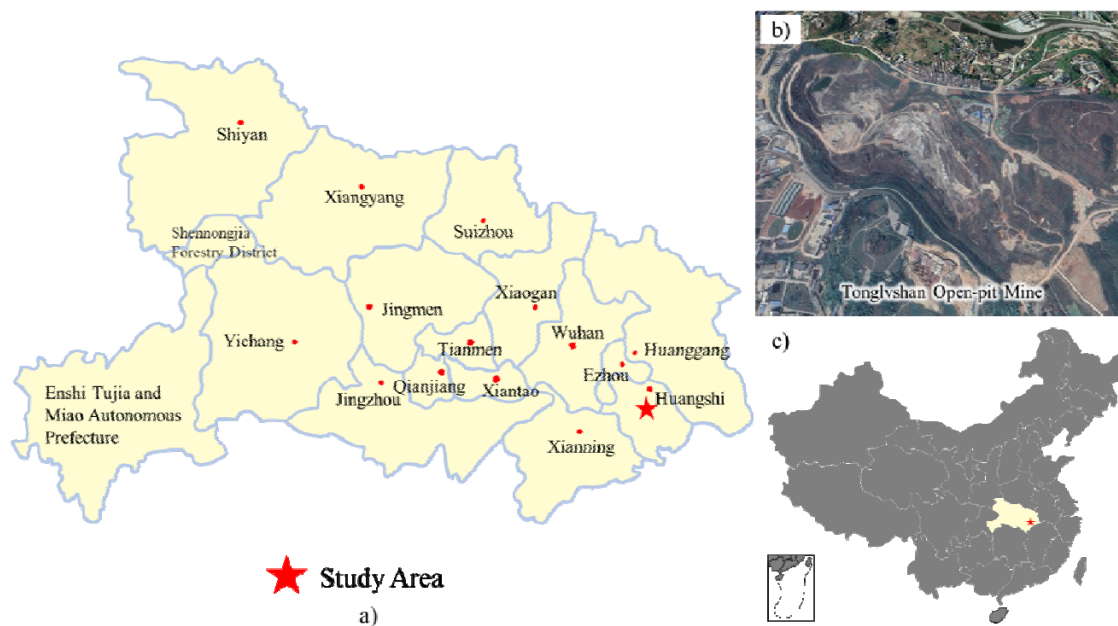 Shiyan
Xiangyang
Suizhou
Shennongjia
Forestry District
Xiaogan
Jingmen
Wuhan
Yichang
Tianmen
Huanggang
Ezhou
Qianjiang
Xiantao
Jingzhou
Huangshi
Enshi Tujia and
Miao Autonomous
Prefecture
Xianning
Study Area
a)
b)
Tonglvshan Open-pit Mine
c)